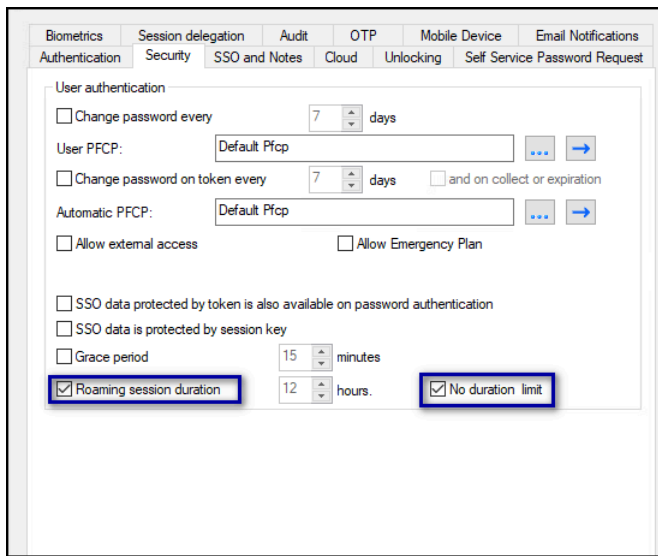 Biometrics Session delegation Audit OTP Mobile Device Email Notifications
Authentication Security SSO and Notes Cloud Unlocking Self Service Password Request
User authentication
Change password every 7 days
User PFCP: Default Pfcp ...
Change password on token every 7 days and on collect or expiration
Automatic PFCP: Default Pfcp ...
Allow external access Allow Emergency Plan
SSO data protected by token is also available on password authentication
SSO data is protected by session key
Grace period 15 minutes
Roaming session duration 12 hours. No duration limit